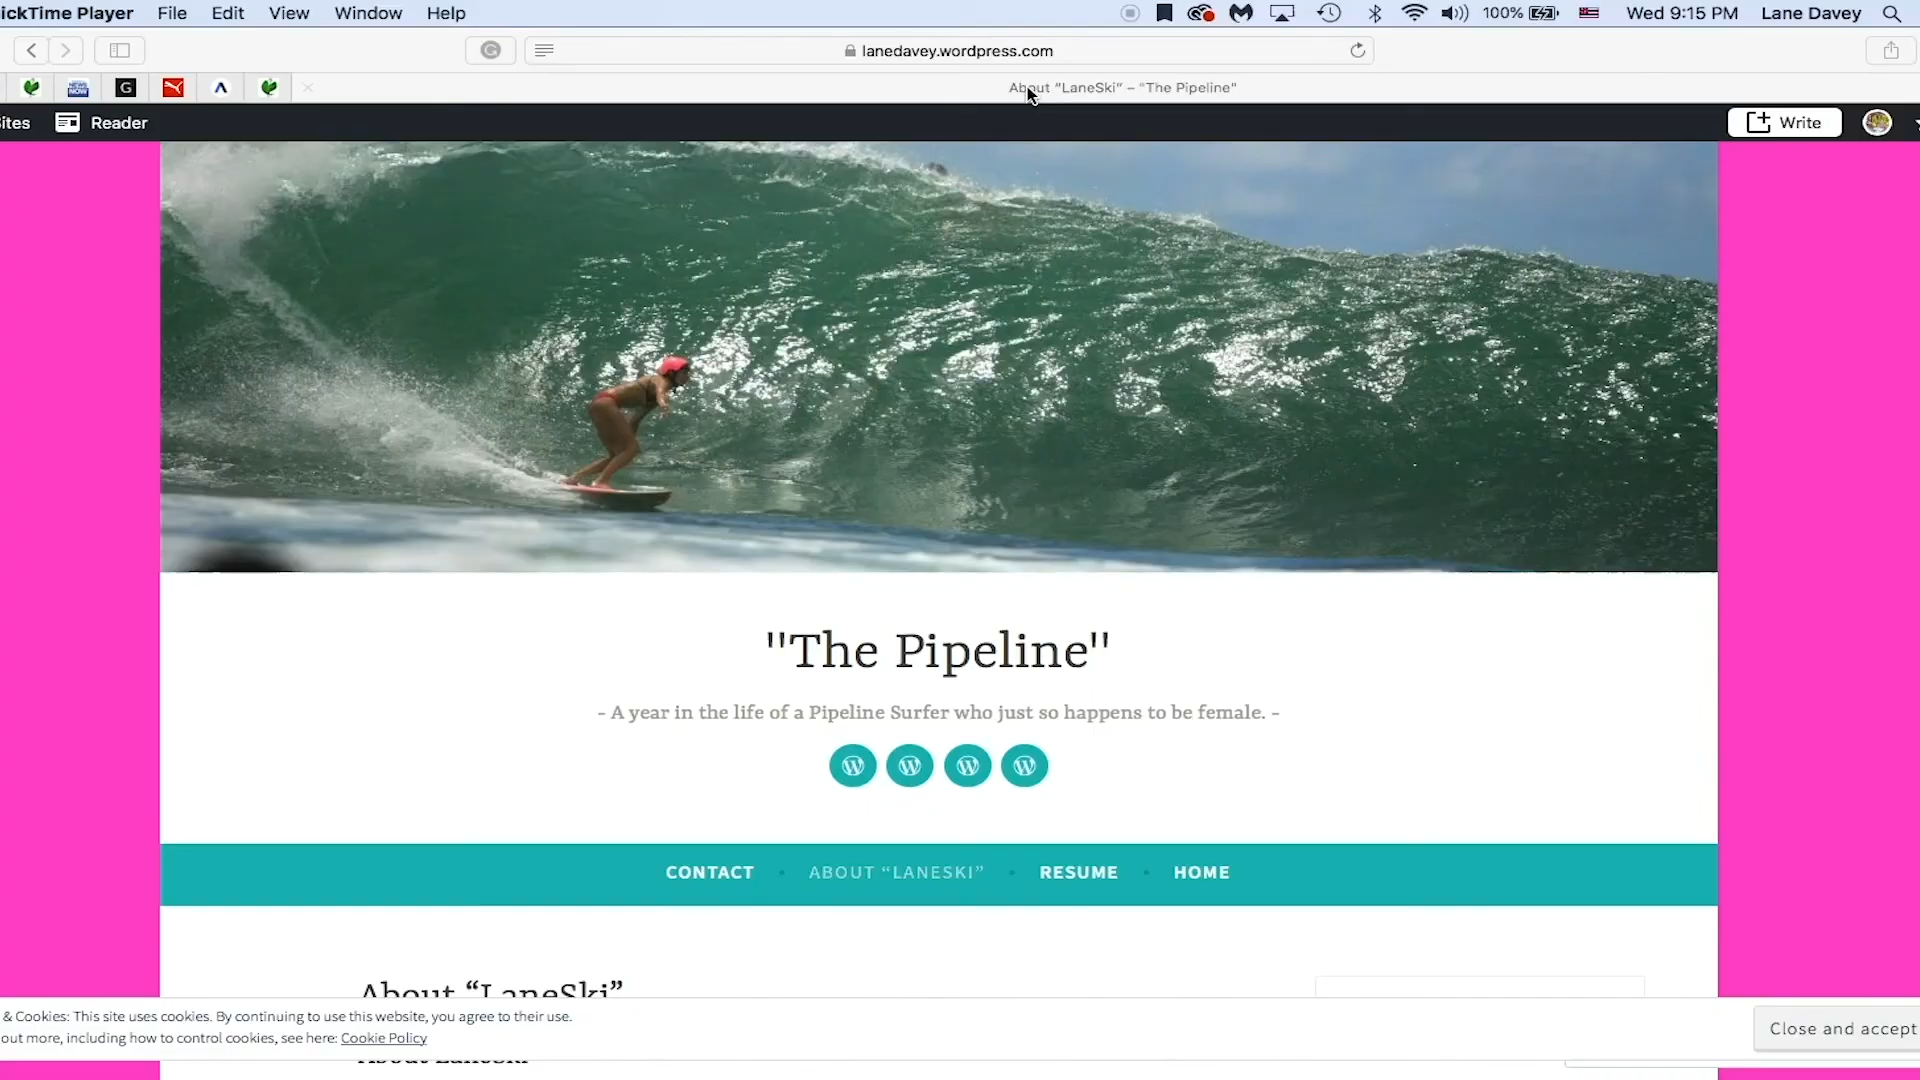 ickTime Player File Edit View Window Help 100% Wed 9:15 PM Lane Davey
lanedavey.wordpress.com
G About “LaneSki” – “The Pipeline”
ites Reader Write
"The Pipeline"
- A year in the life of a Pipeline Surfer who just so happens to be female. -
CONTACT ABOUT “LANESKI” RESUME HOME
About “LaneSki”
& Cookies: This site uses cookies. By continuing to use this website, you agree to their use.
out more, including how to control cookies, see here: Cookie Policy
Close and accept
About LaneSki